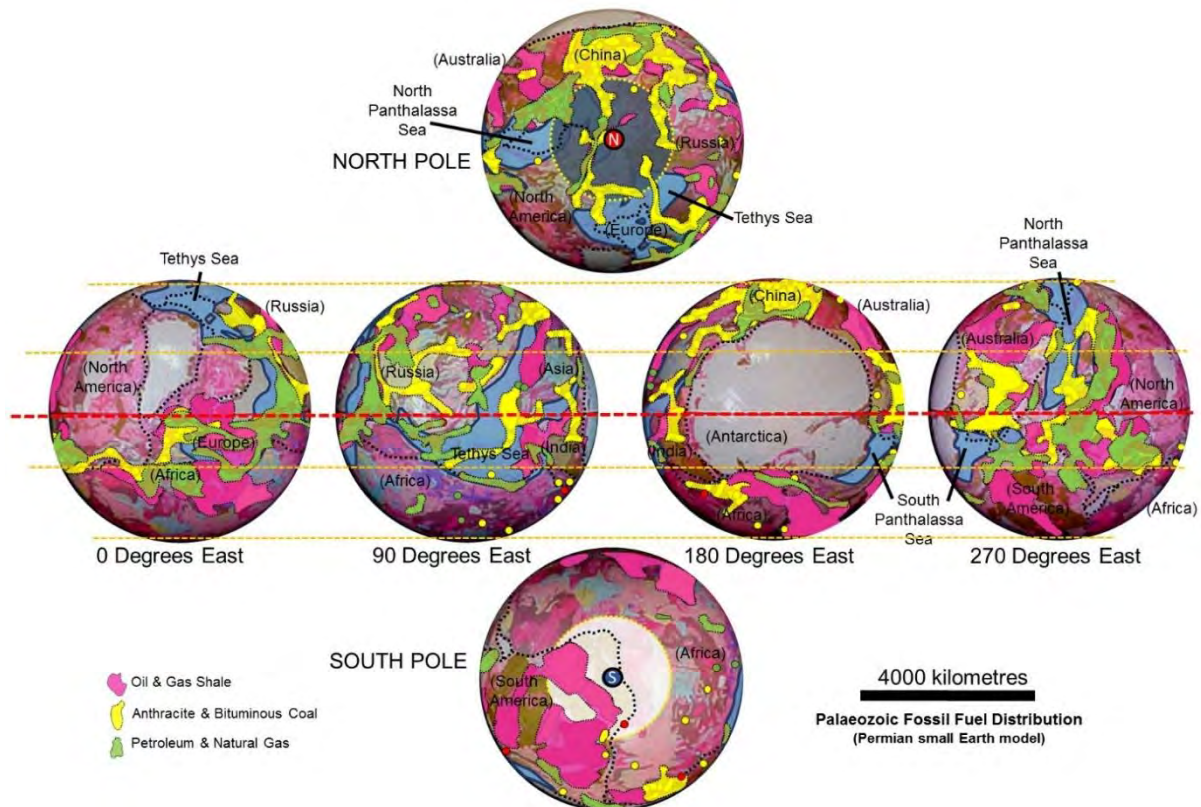 (Australia)
(China)
North
Panthalassa
Sea
N
NORTH POLE
(Russia)
(North
America)
Tethys Sea
(Europe)
Tethys Sea
(Russia)
(North
America)
(Europe)
(Africa)
0 Degrees East
(Russia)
(Asia)
Tethys Sea
(India)
(Africa)
90 Degrees East
(China)
(Australia)
(Antarctica)
(India)
(Africa)
180 Degrees East
North
Panthalassa
Sea
(Australia)
(North
America)
South
Panthalassa
Sea
(South
America)
(Africa)
270 Degrees East
SOUTH POLE
S
(Africa)
(South
America)
Oil & Gas Shale
Anthracite & Bituminous Coal
Petroleum & Natural Gas
4000 kilometres
Palaeozoic Fossil Fuel Distribution
(Permian small Earth model)